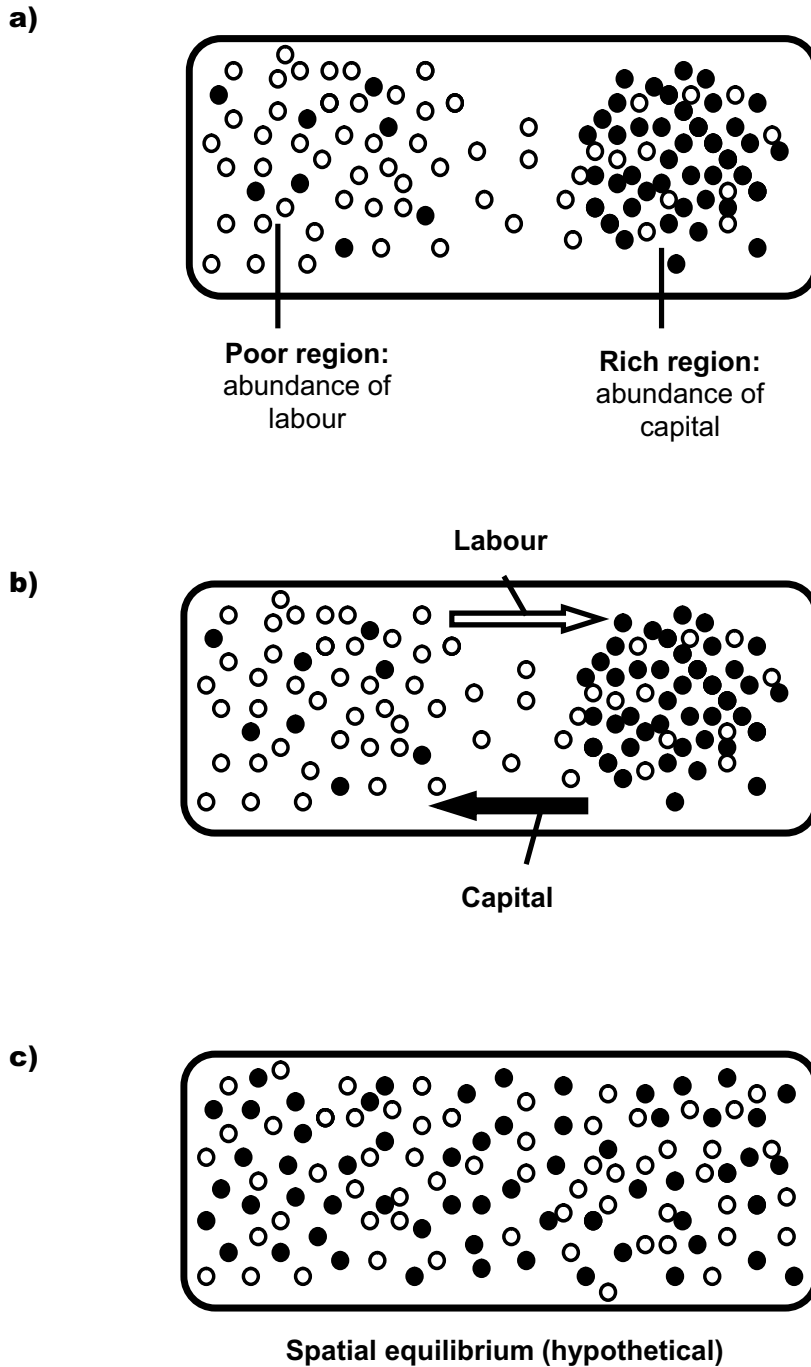 a)
Poor region:
abundance of
labour
Rich region:
abundance of
capital
b)
Labour
Capital
c)
Spatial equilibrium (hypothetical)